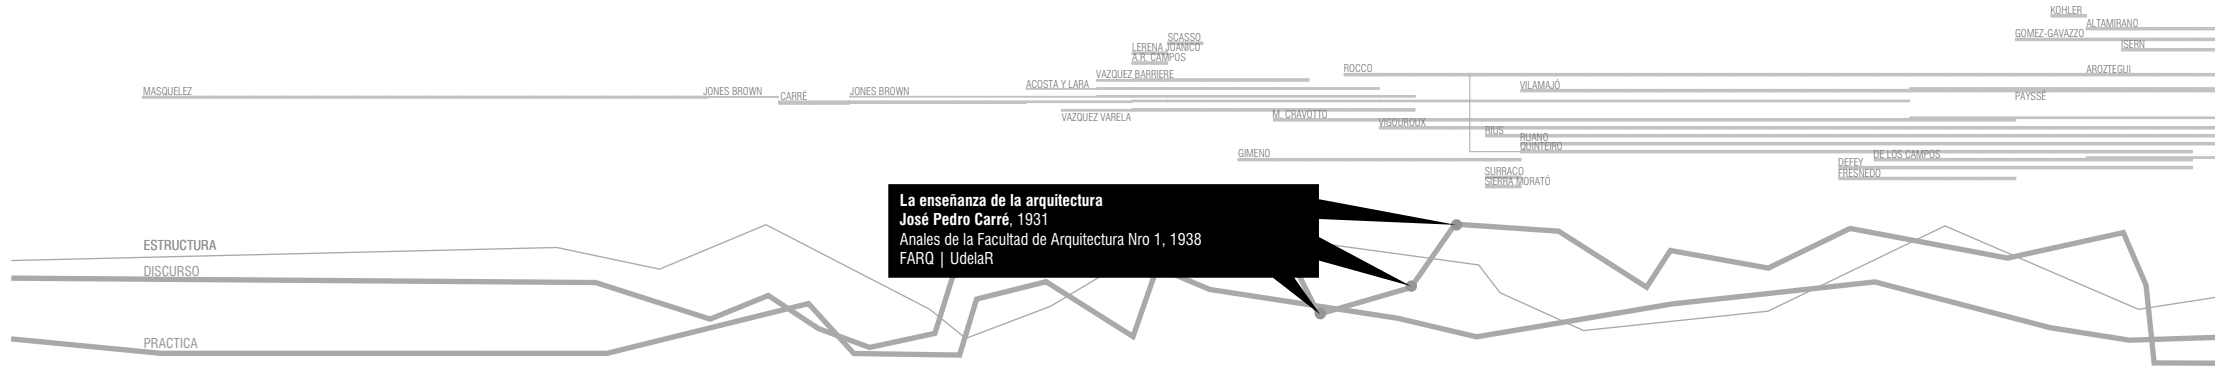 KOHLER
ALTAMIRANO
GOMEZ-GAVAZZO
SCASSO
ISERN
LERENA JOANICO
A.R. CAMPOS
ROCCO
AROZTEGUI
VAZQUEZ BARRIERE
ACOSTA Y LARA
VILAMAJÓ
MASQUELEZ
JONES BROWN
CARRÉ
JONES BROWN
PAYSSÉ
VAZQUEZ VARELA
M. CRAVOTTO
VIGOUROUX
RIUS
RUANO
QUINTEIRO
GIMENO
DE LOS CAMPOS
DEFEY
SURRACO
FRESNEDO
SIERRA MORATÓ
La enseñanza de la arquitectura
José Pedro Carré, 1931
Anales de la Facultad de Arquitectura Nro 1, 1938
FARQ | UdelaR
ESTRUCTURA
DISCURSO
PRACTICA